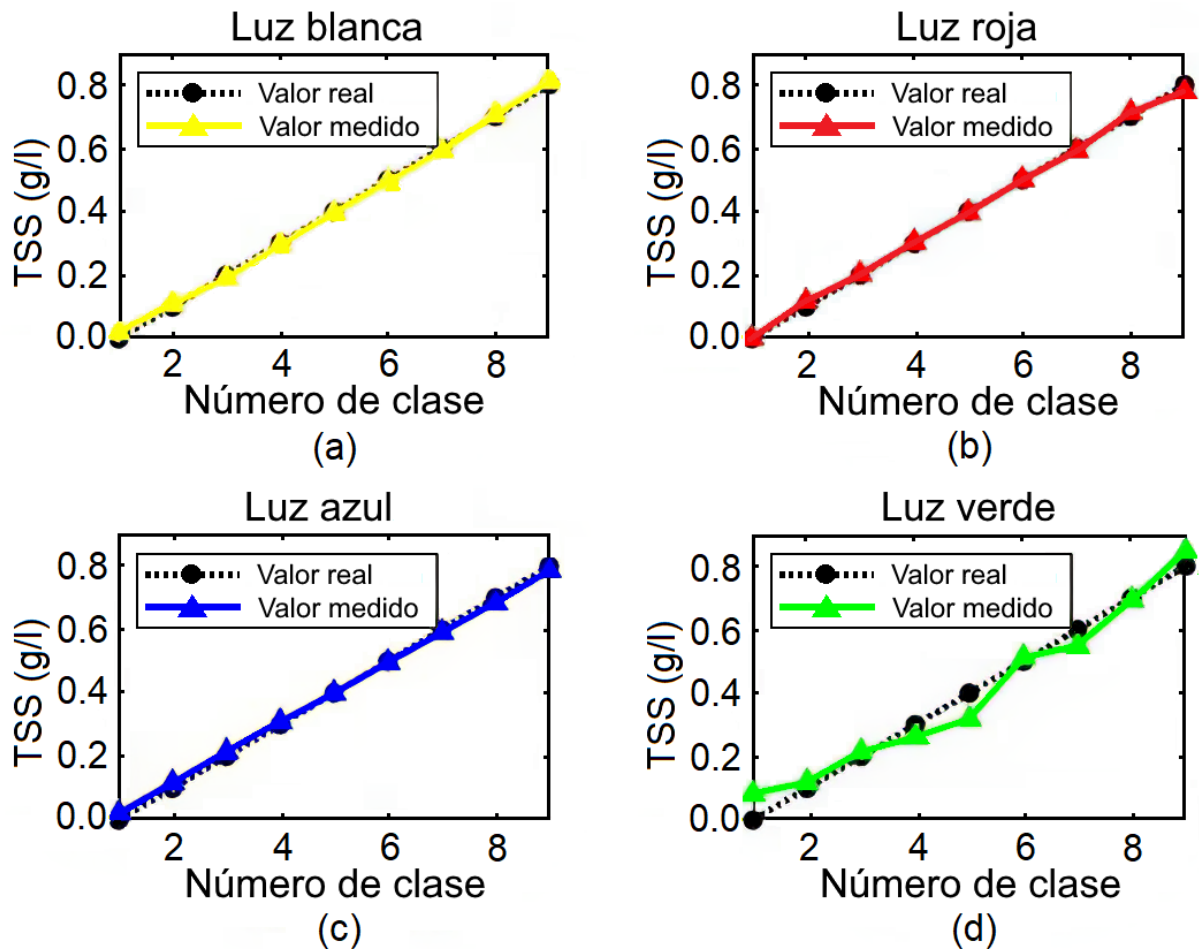 Luz blanca
Valor real
Valor medido
TSS (g/l)
0.8
0.6
0.4
0.2
0.0
2 4 6 8
Número de clase
(a)
Luz roja
Valor real
Valor medido
TSS (g/l)
0.8
0.6
0.4
0.2
0.0
2 4 6 8
Número de clase
(b)
Luz azul
Valor real
Valor medido
TSS (g/l)
0.8
0.6
0.4
0.2
0.0
2 4 6 8
Número de clase
(c)
Luz verde
Valor real
Valor medido
TSS (g/l)
0.8
0.6
0.4
0.2
0.0
2 4 6 8
Número de clase
(d)